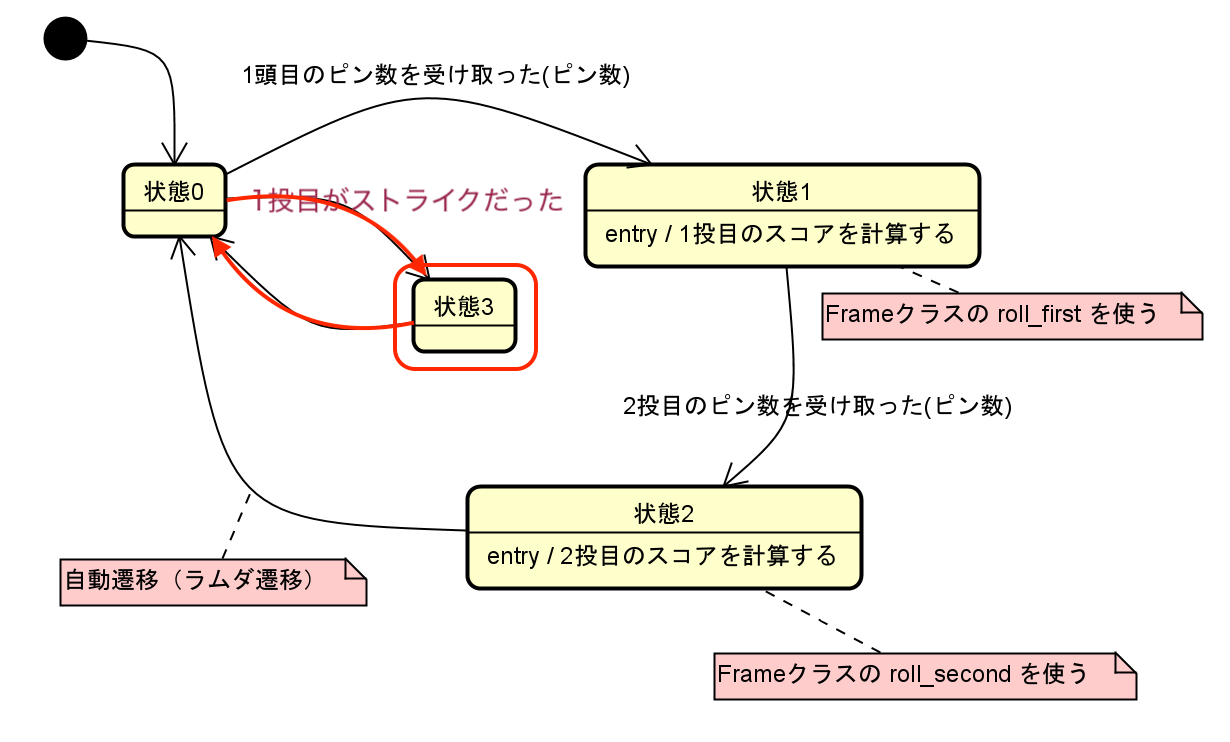 1頭目のピン数を受け取った(ピン数)
状態0
1投目がストライクだった
状態1
entry / 1投目のスコアを計算する
状態3
Frameクラスの roll_first を使う
2投目のピン数を受け取った(ピン数)
状態2
entry / 2投目のスコアを計算する
自動遷移（ラムダ遷移）
Frameクラスの roll_second を使う